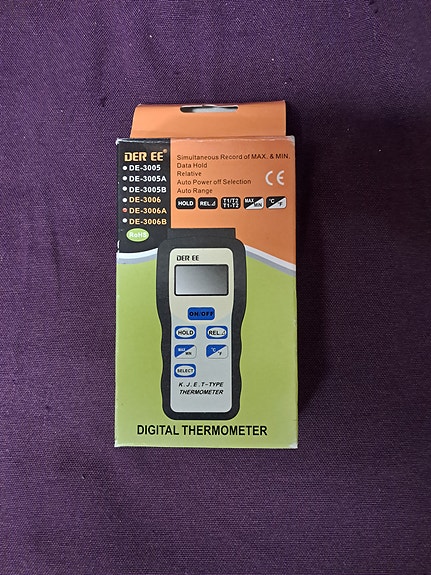 DER EE®
DE-3005
DE-3005A
DE-3005B
DE-3006
DE-3006A
DE-3006B
RoHS
Simultaneous Record of MAX. & MIN.
Data Hold
Relative
Auto Power off Selection
Auto Range
CE
HOLD REL⊿ T1/T2 T1-T2 MAX/MIN °C/°F
DER EE
ON/OFF
HOLD REL⊿
MAX/MIN °C/°F
SELECT
K.J.E.T-TYPE
THERMOMETER
DIGITAL THERMOMETER